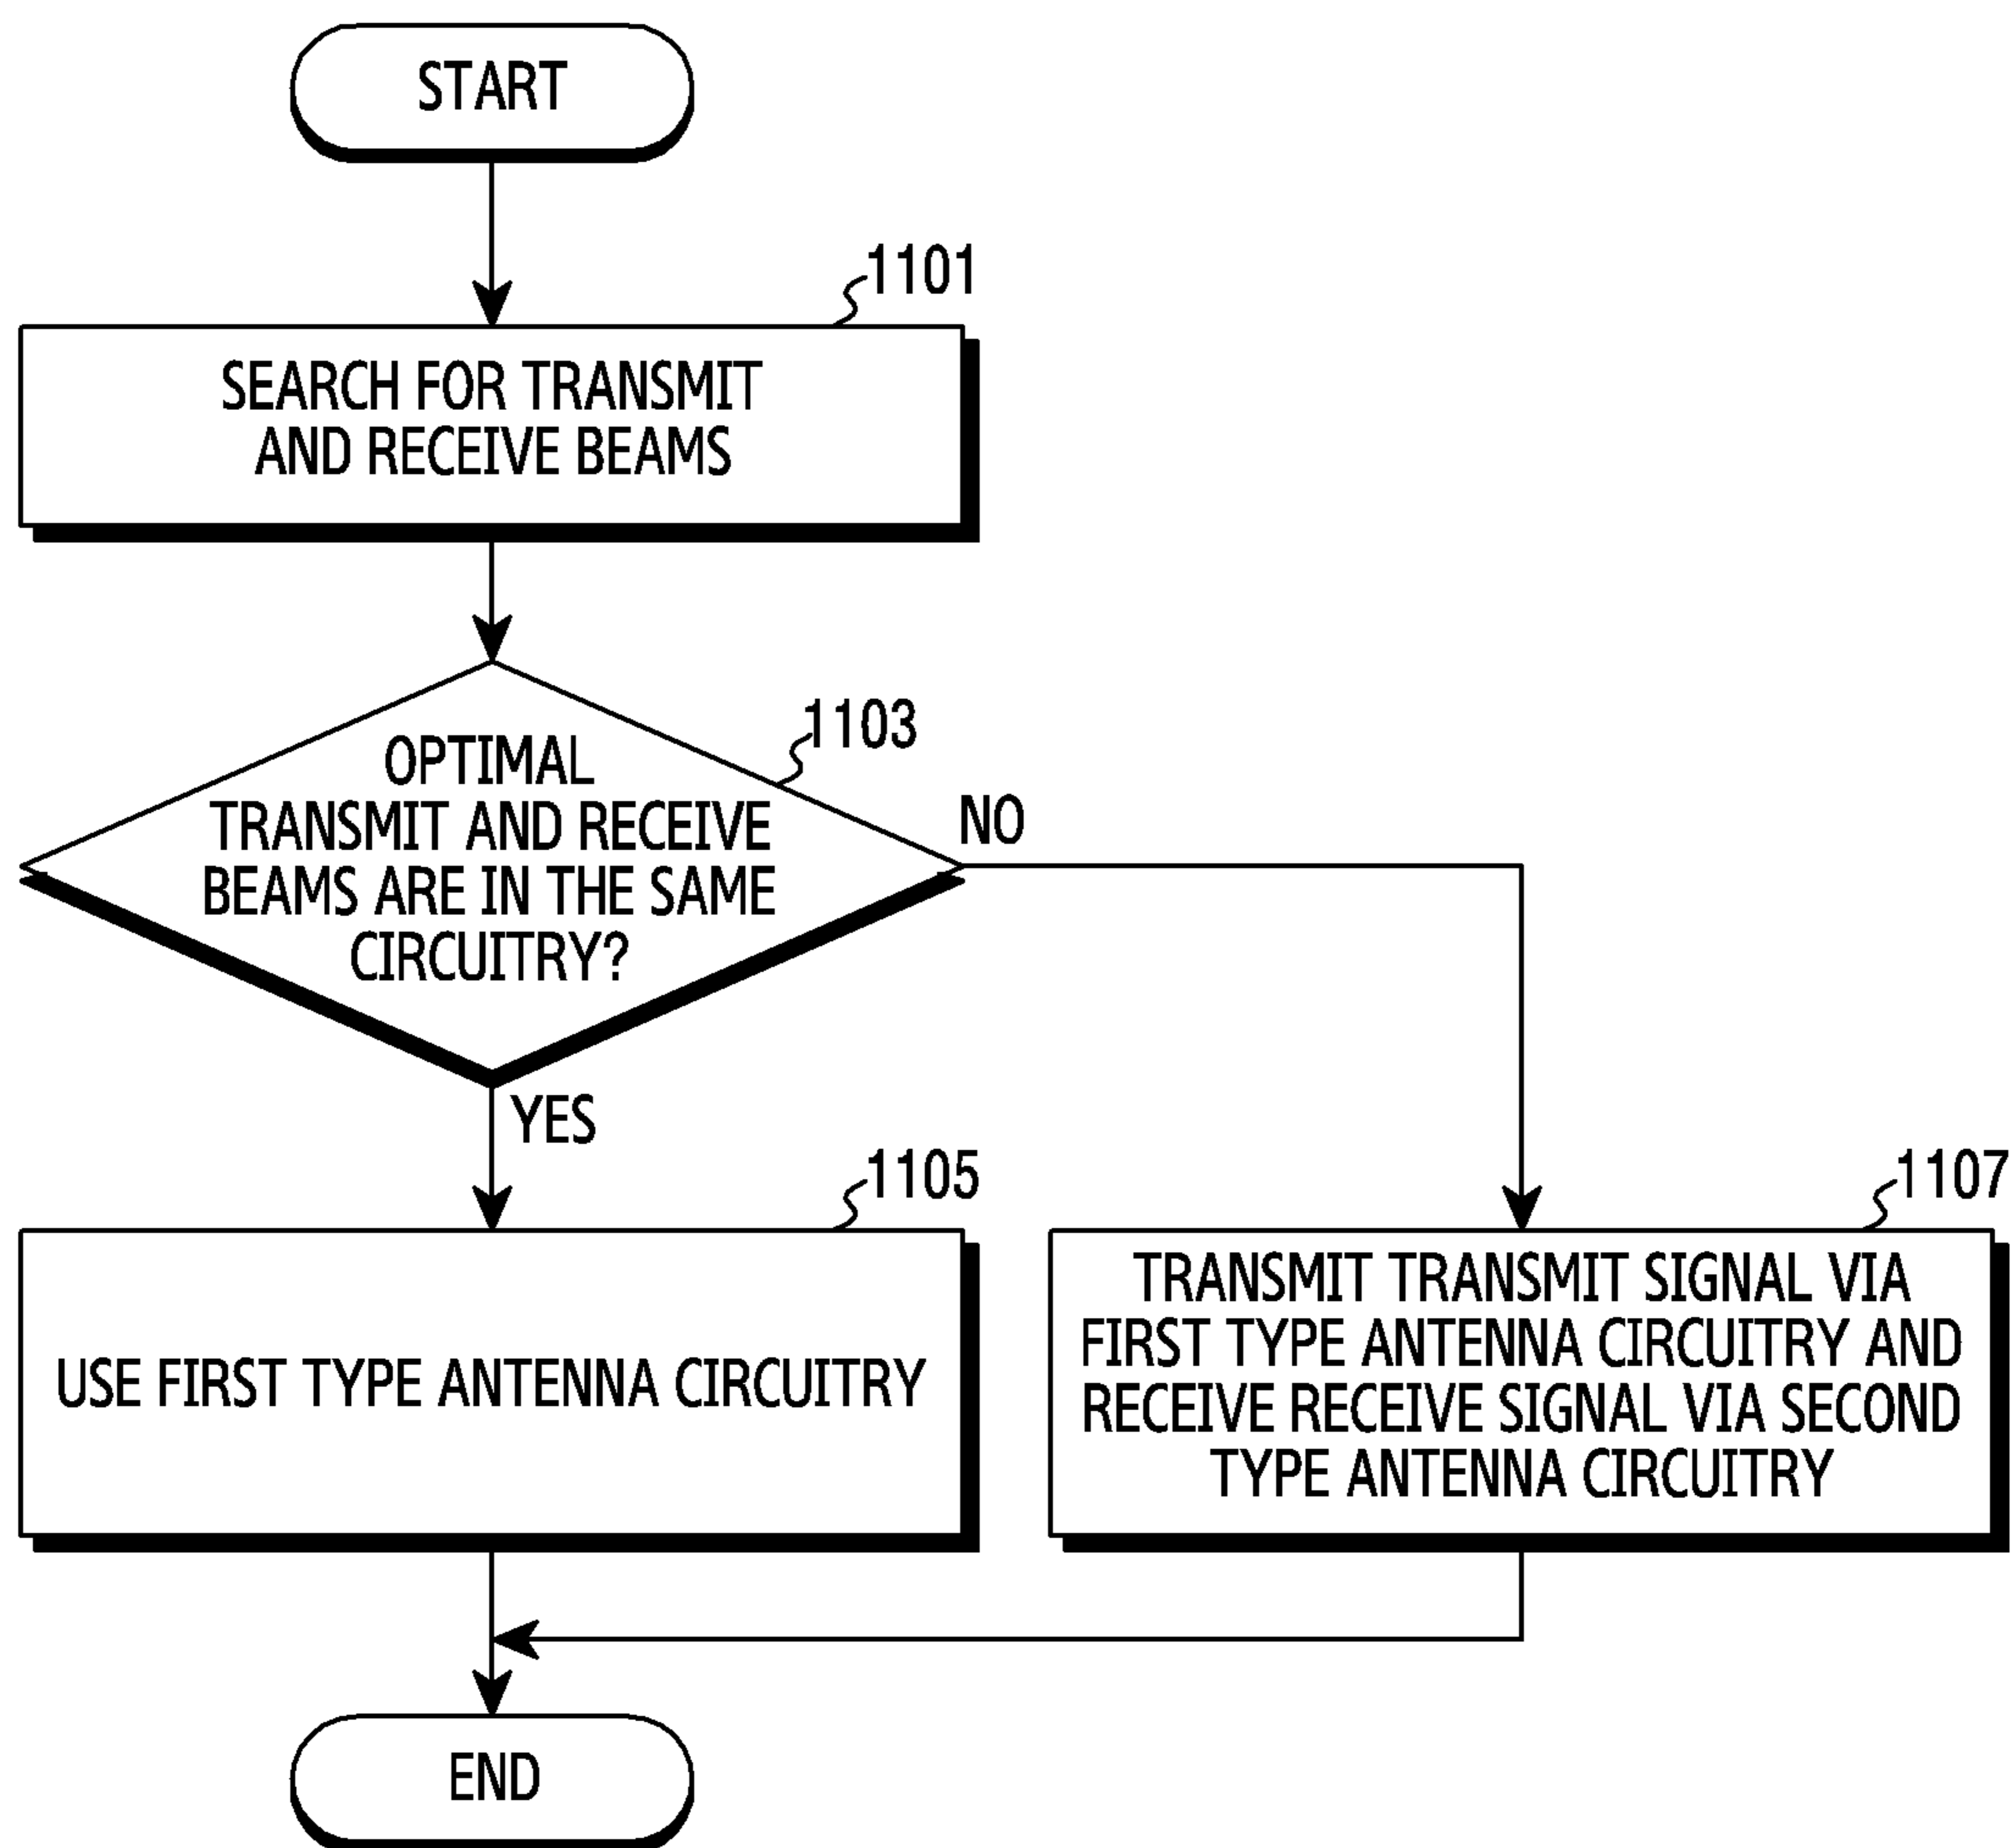 START
1101
SEARCH FOR TRANSMIT
AND RECEIVE BEAMS
1103
OPTIMAL
TRANSMIT AND RECEIVE
BEAMS ARE IN THE SAME
CIRCUITRY?
NO
YES
1105
USE FIRST TYPE ANTENNA CIRCUITRY
1107
TRANSMIT TRANSMIT SIGNAL VIA
FIRST TYPE ANTENNA CIRCUITRY AND
RECEIVE RECEIVE SIGNAL VIA SECOND
TYPE ANTENNA CIRCUITRY
END